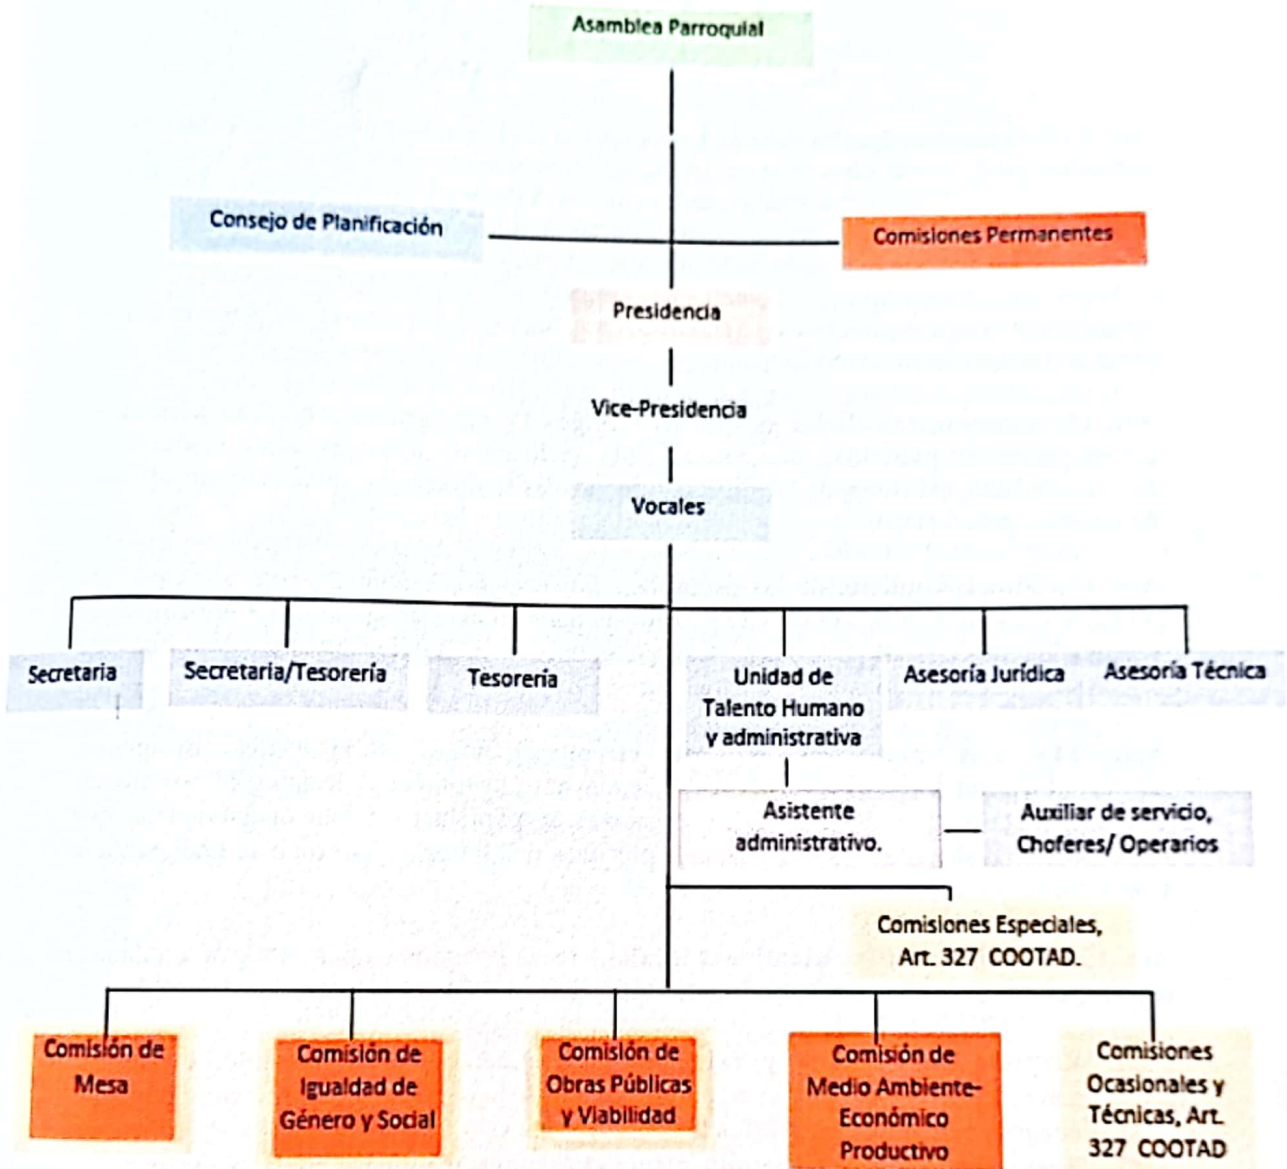 Asamblea Parroquial
Consejo de Planificación
Comisiones Permanentes
Presidencia
Vice-Presidencia
Vocales
Secretaria
Secretaria/Tesorería
Tesorería
Unidad de
Talento Humano
y administrativa
Asesoría Jurídica
Asesoría Técnica
Asistente
administrativo.
Auxiliar de servicio,
Choferes/ Operarios
Comisiones Especiales,
Art. 327 COOTAD.
Comisión de
Mesa
Comisión de
Igualdad de
Género y Social
Comisión de
Obras Públicas
y Viabilidad
Comisión de
Medio Ambiente-
Económico
Productivo
Comisiones
Ocasionales y
Técnicas, Art.
327 COOTAD